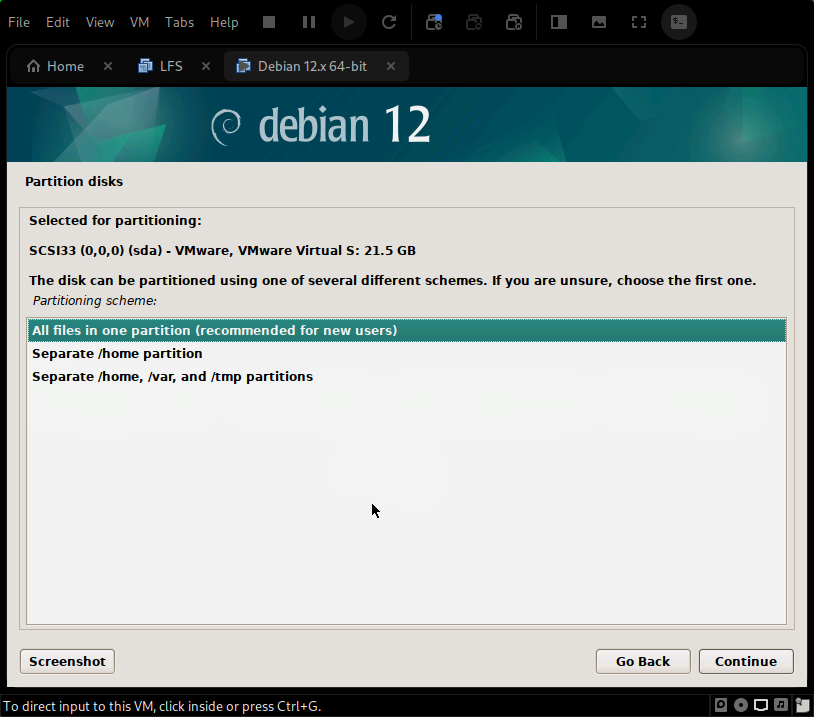 File Edit View VM Tabs Help
Home LFS Debian 12.x 64-bit
debian 12
Partition disks
Selected for partitioning:
SCSI33 (0,0,0) (sda) - VMware, VMware Virtual S: 21.5 GB
The disk can be partitioned using one of several different schemes. If you are unsure, choose the first one.
Partitioning scheme:
All files in one partition (recommended for new users)
Separate /home partition
Separate /home, /var, and /tmp partitions
Screenshot Go Back Continue
To direct input to this VM, click inside or press Ctrl+G.